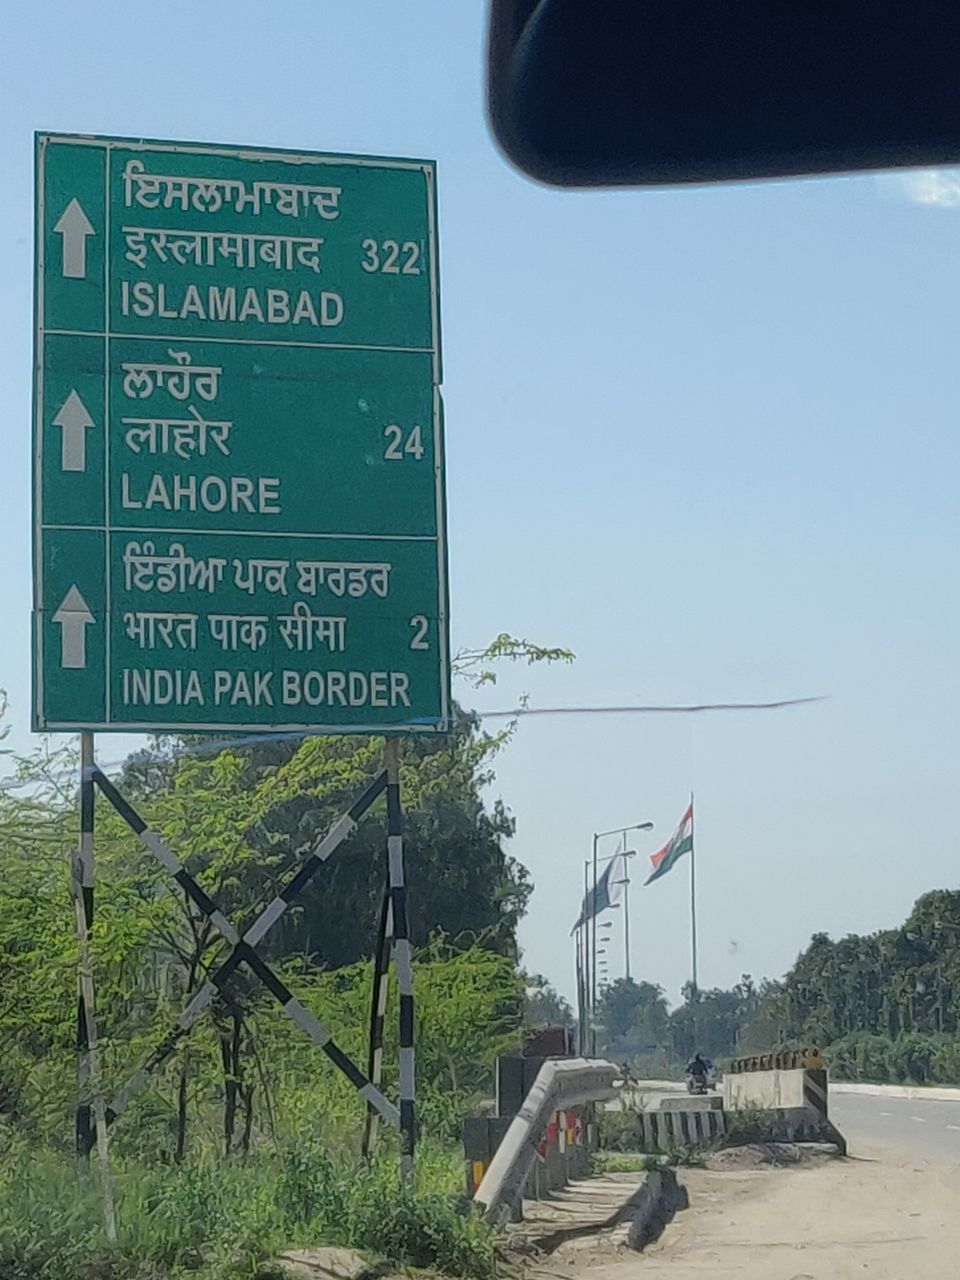 ਇਸਲਾਮਾਬਾਦ
इस्लामाबाद 322
ISLAMABAD
ਲਾਹੌਰ
लाहोर 24
LAHORE
ਇੰਡੀਆ ਪਾਕ ਬਾਰਡਰ
भारत पाक सीमा 2
INDIA PAK BORDER